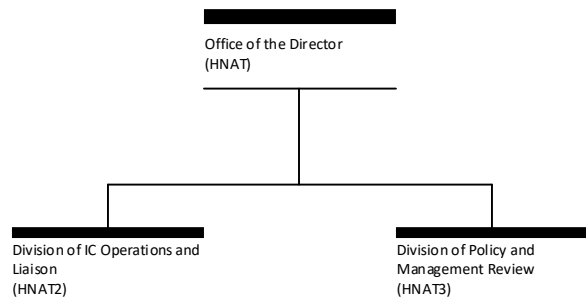 Office of the Director
(HNAT)
Division of IC Operations and
Liaison
(HNAT2)
Division of Policy and
Management Review
(HNAT3)